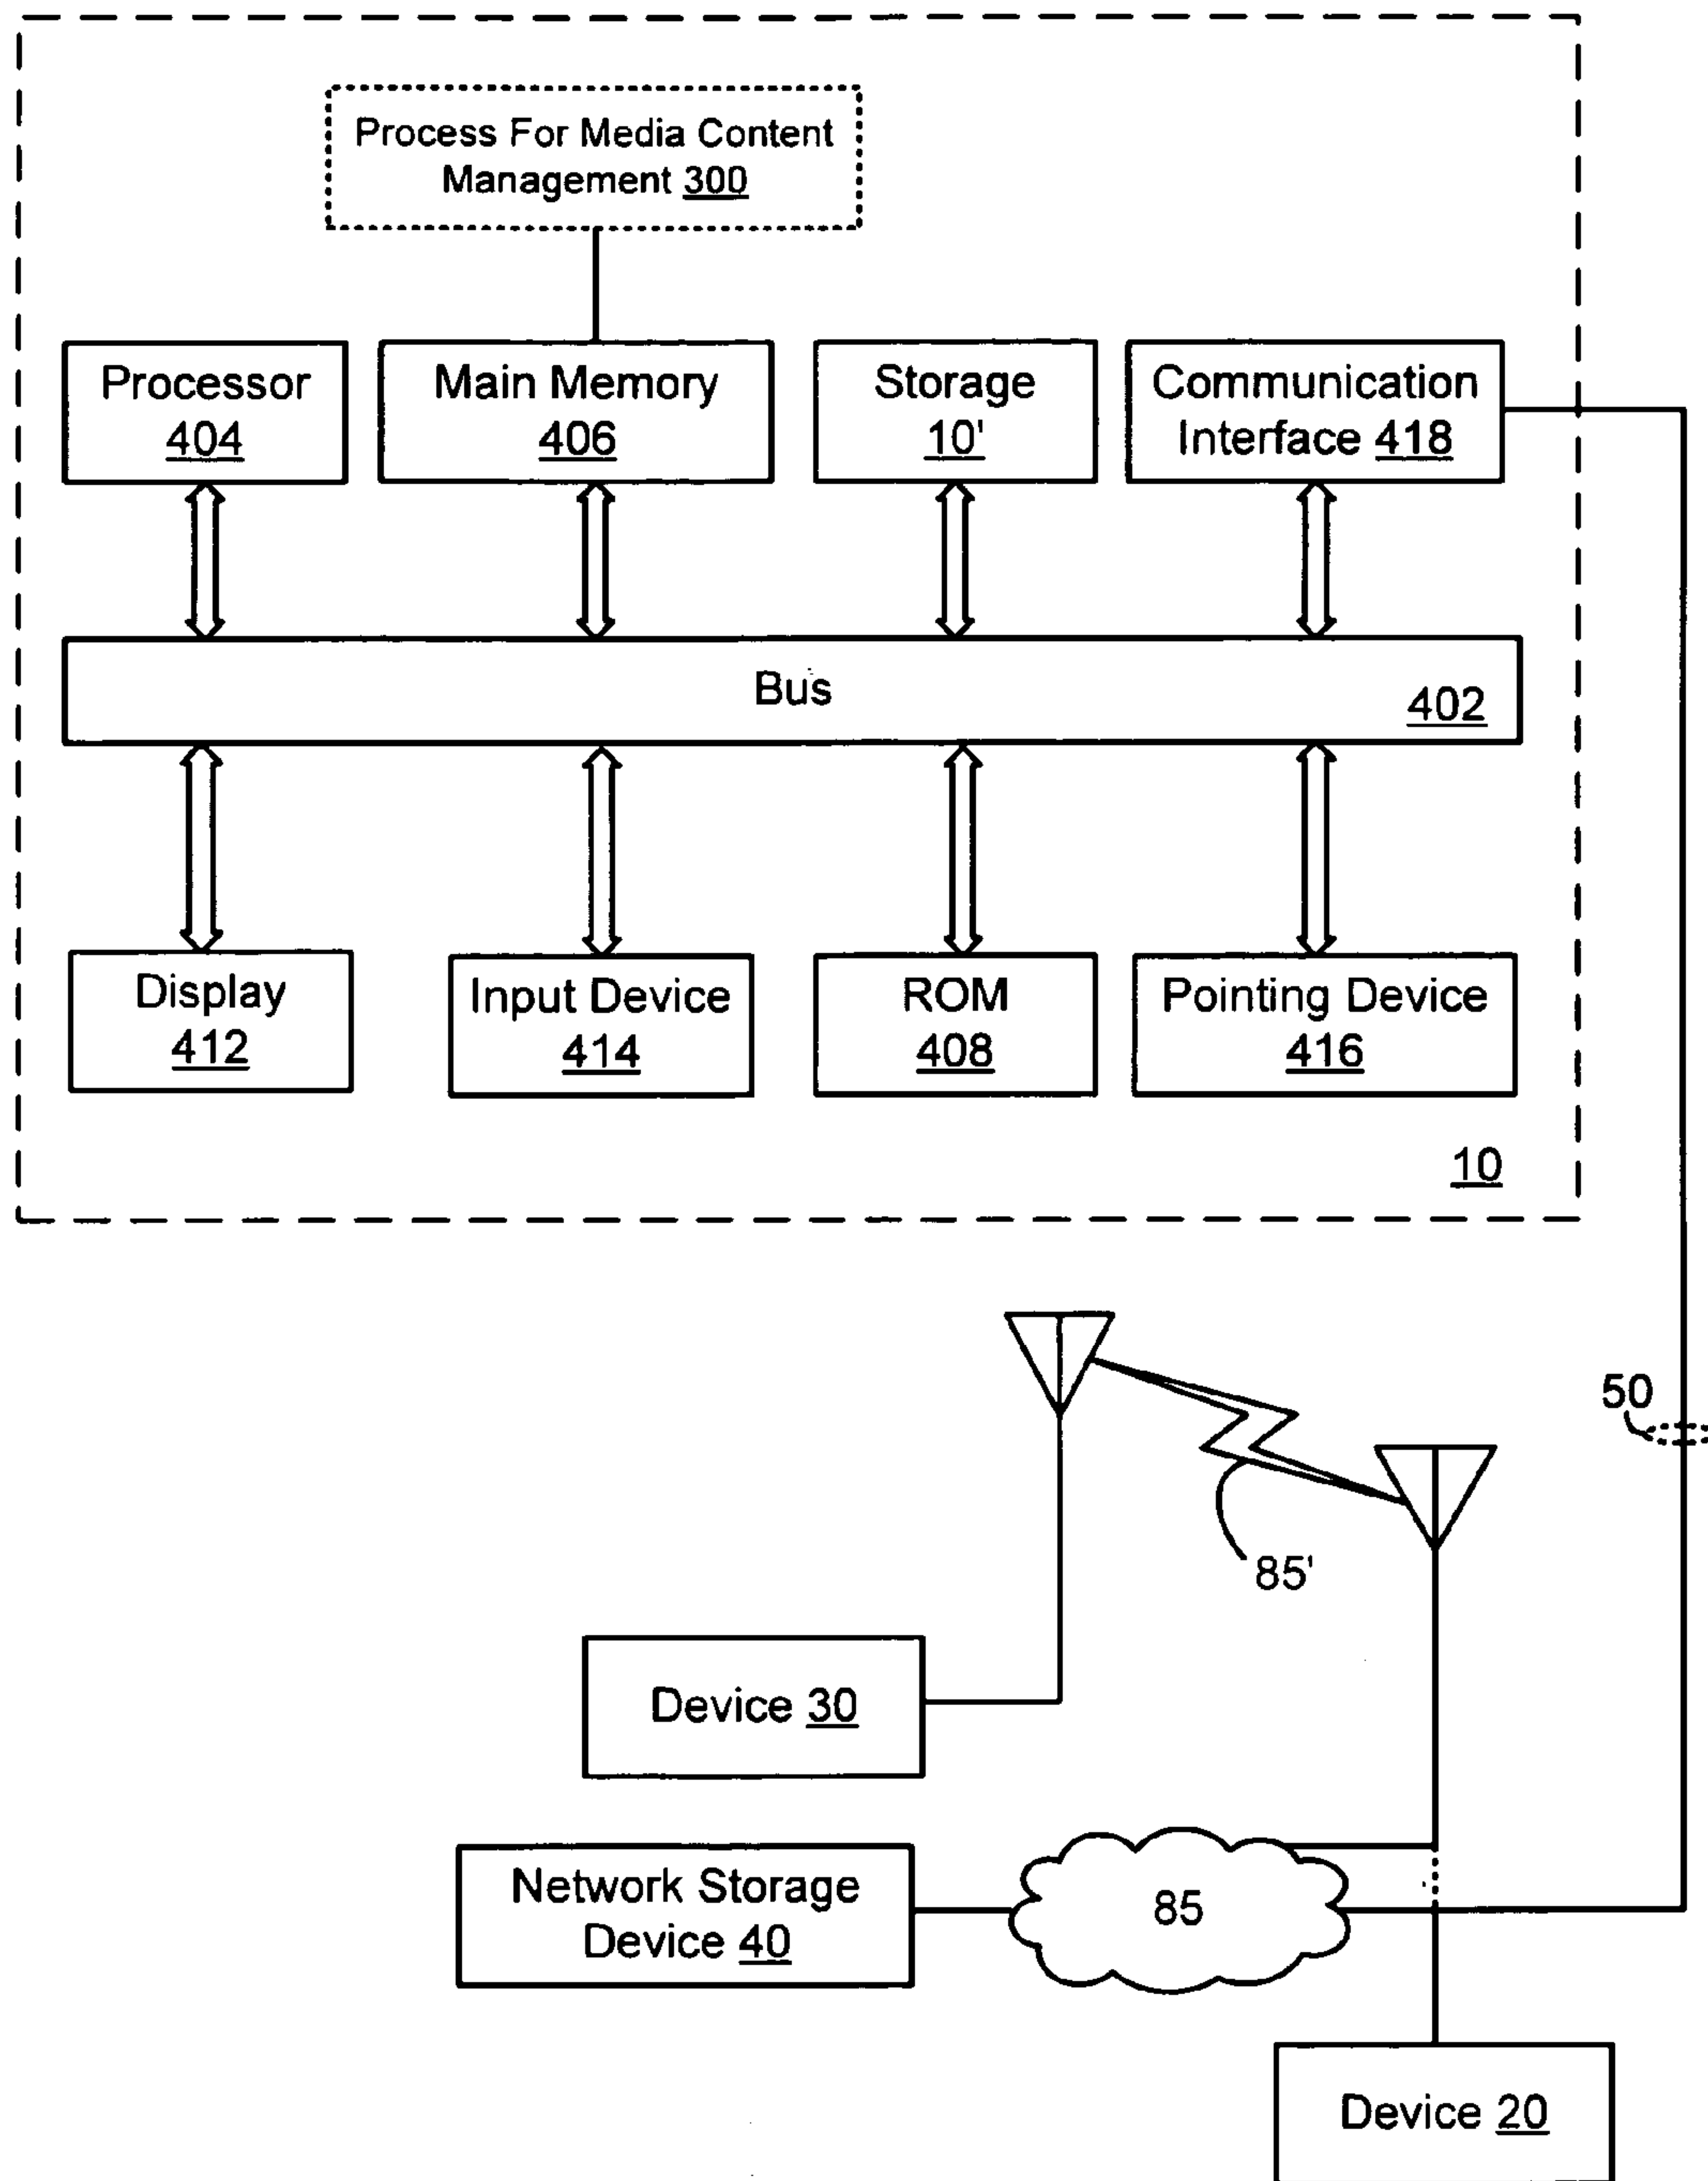 Process For Media Content
Management 300
Processor
404
Main Memory
406
Storage
10'
Communication
Interface 418
Bus
402
Display
412
Input Device
414
ROM
408
Pointing Device
416
10
50
85'
Device 30
Network Storage
Device 40
85
Device 20